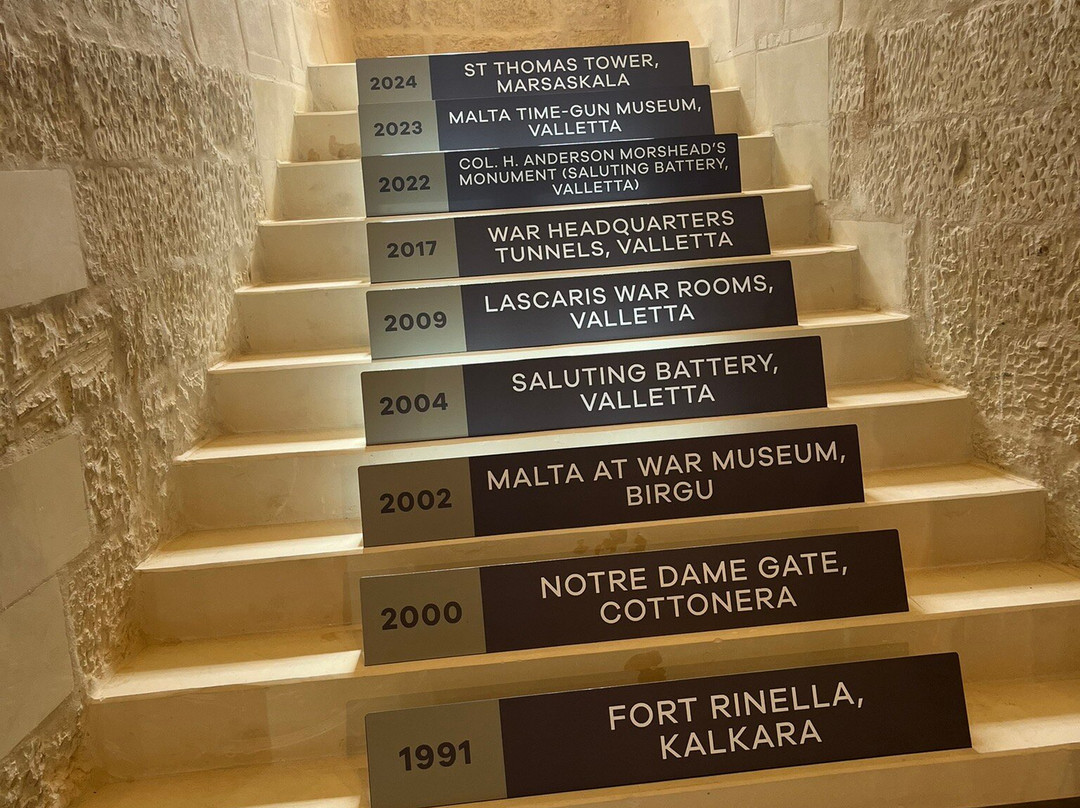 2024
ST THOMAS TOWER,
MARSASKALA
2023
MALTA TIME-GUN MUSEUM,
VALLETTA
2022
COL. H. ANDERSON MORSHEAD'S
MONUMENT (SALUTING BATTERY,
VALLETTA)
2017
WAR HEADQUARTERS
TUNNELS, VALLETTA
2009
LASCARIS WAR ROOMS,
VALLETTA
2004
SALUTING BATTERY,
VALLETTA
2002
MALTA AT WAR MUSEUM,
BIRGU
2000
NOTRE DAME GATE,
COTTONERA
1991
FORT RINELLA,
KALKARA